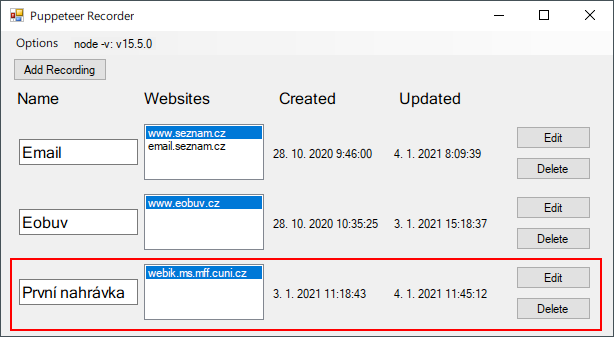 Puppeteer Recorder
Options node -v: v15.5.0
Add Recording
Name Websites Created Updated
Email
www.seznam.cz
email.seznam.cz
28. 10. 2020 9:46:00 4. 1. 2021 8:09:39
Edit
Delete
Eobuv
www.eobuv.cz
28. 10. 2020 10:35:25 3. 1. 2021 15:18:37
Edit
Delete
První nahrávka
webik.ms.mff.cuni.cz
3. 1. 2021 11:18:43 4. 1. 2021 11:45:12
Edit
Delete